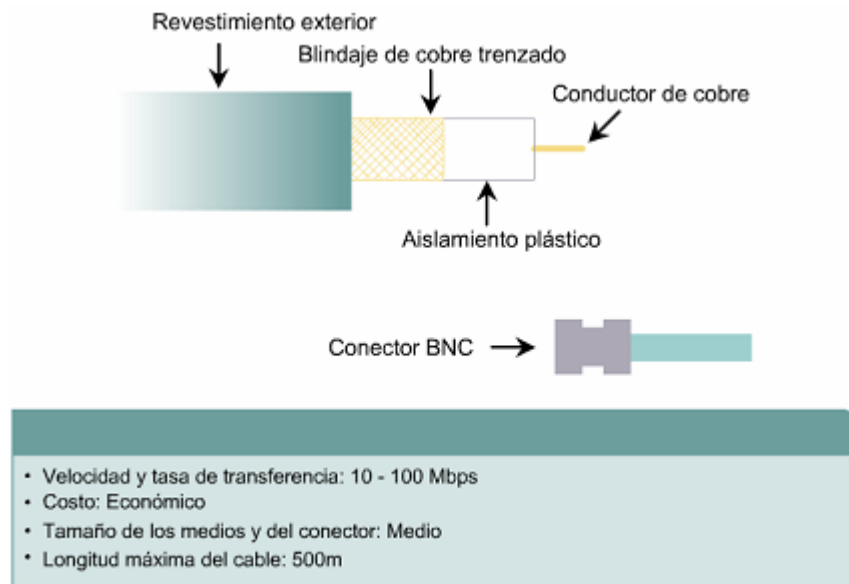 Revestimiento exterior
Blindaje de cobre trenzado
Conductor de cobre
Aislamiento plástico
Conector BNC
• Velocidad y tasa de transferencia: 10 - 100 Mbps
• Costo: Económico
• Tamaño de los medios y del conector: Medio
• Longitud máxima del cable: 500m